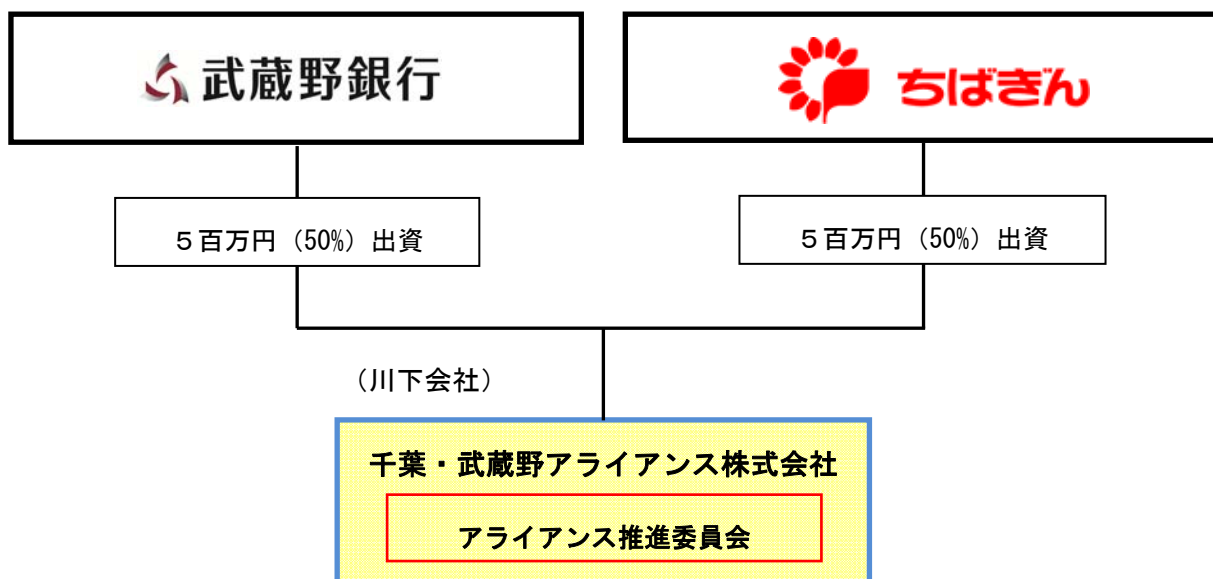 武蔵野銀行
ちばぎん
５百万円（50%）出資
５百万円（50%）出資
（川下会社）
千葉・武蔵野アライアンス株式会社
アライアンス推進委員会